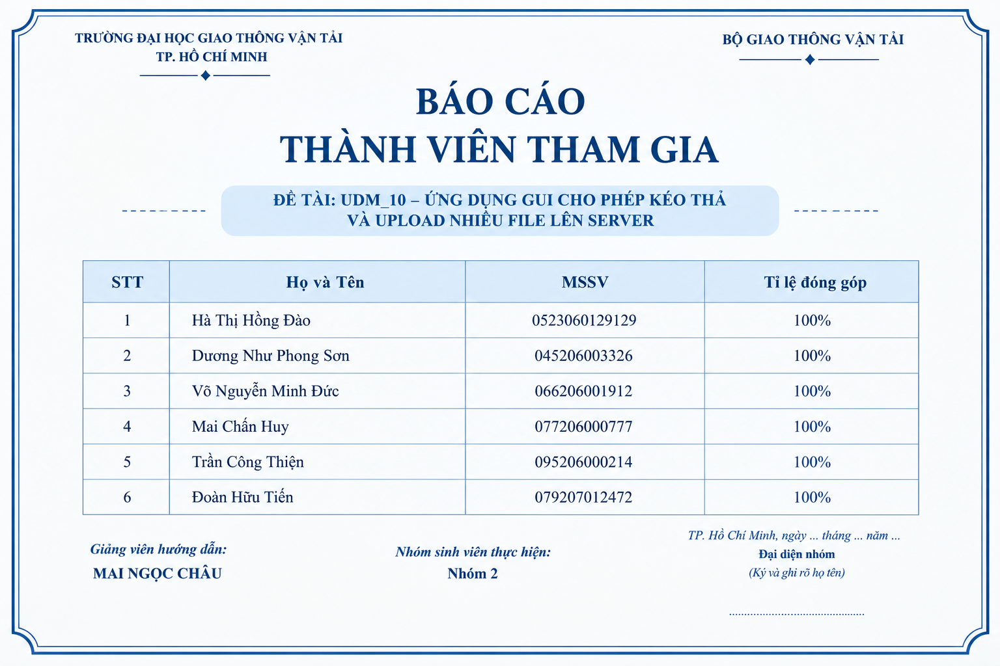 TRƯỜNG ĐẠI HỌC GIAO THÔNG VẬN TẢI
TP. HỒ CHÍ MINH
BỘ GIAO THÔNG VẬN TẢI
BÁO CÁO
THÀNH VIÊN THAM GIA
ĐỀ TÀI: UDM_10 – ỨNG DỤNG GUI CHO PHÉP KÉO THẢ
VÀ UPLOAD NHIỀU FILE LÊN SERVER
STT Họ và Tên MSSV Tỉ lệ đóng góp
1 Hà Thị Hồng Đào 0523060129129 100%
2 Dương Như Phong Sơn 045206003326 100%
3 Võ Nguyễn Minh Đức 066206001912 100%
4 Mai Chấn Huy 077206000777 100%
5 Trần Công Thiện 095206000214 100%
6 Đoàn Hữu Tiến 079207012472 100%
Giảng viên hướng dẫn:
MAI NGỌC CHÂU
Nhóm sinh viên thực hiện:
Nhóm 2
TP. Hồ Chí Minh, ngày ... tháng ... năm ...
Đại diện nhóm
(Ký và ghi rõ họ tên)
.............................................